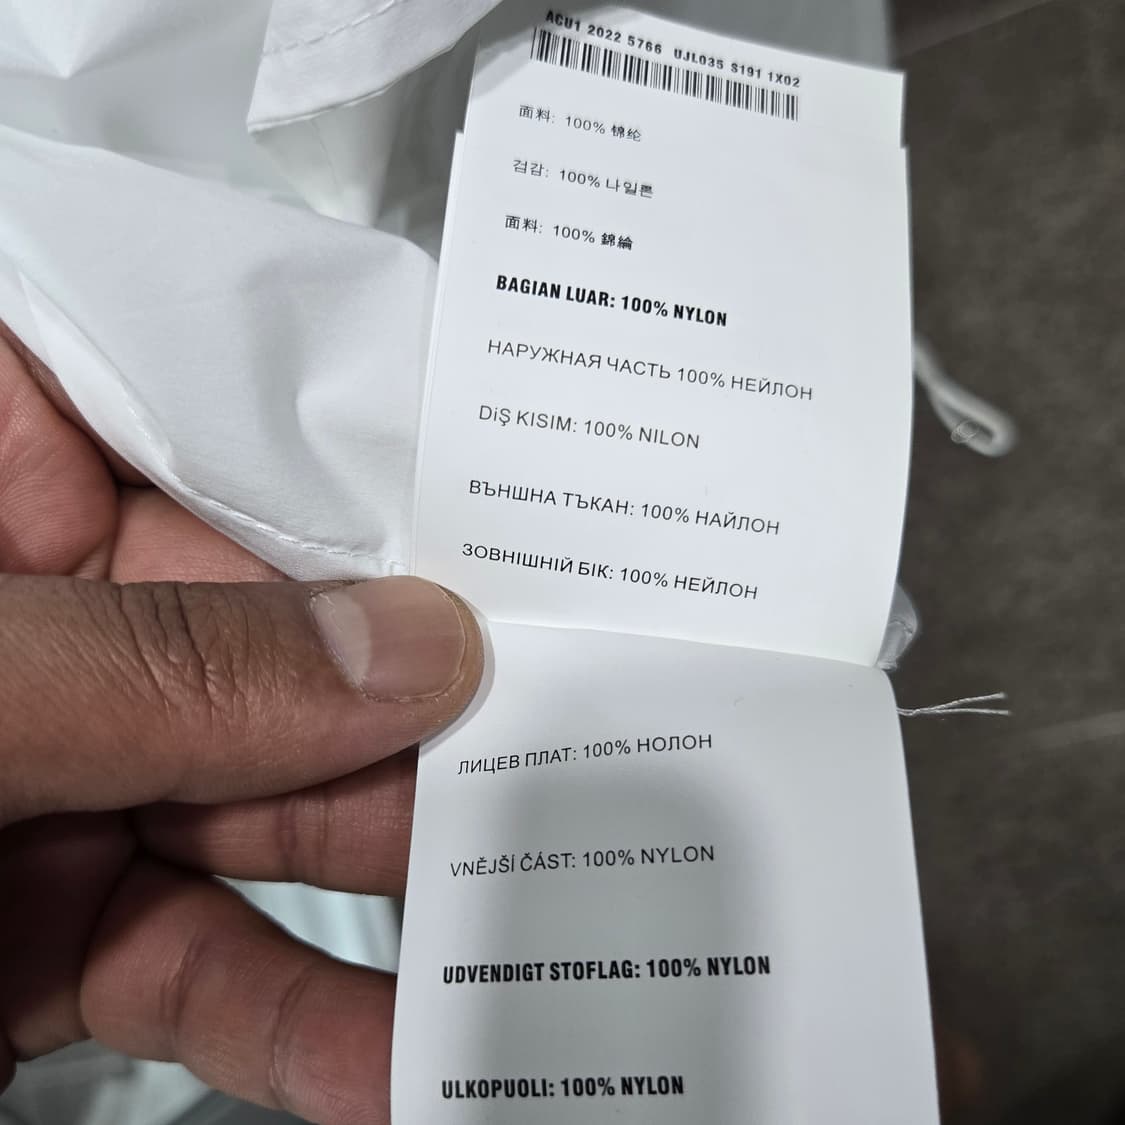 ACU1 2022 5766 UJL035 S191 1X02
面料: 100% 锦纶
검감: 100% 나일론
面料: 100% 錦綸
BAGIAN LUAR: 100% NYLON
НАРУЖНАЯ ЧАСТЬ 100% НЕЙЛОН
DiŞ KISIM: 100% NILON
ВЪНШНА ТЪКАН: 100% НАЙЛОН
ЗОВНІШНІЙ БІК: 100% НЕЙЛОН
ЛИЦЕВ ПЛАТ: 100% НОЛОН
VNĚJŠÍ ČÁST: 100% NYLON
UDVENDIGT STOFLAG: 100% NYLON
ULKOPUOLI: 100% NYLON